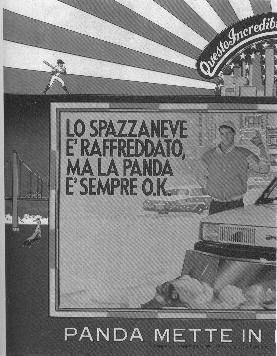 Questo Incredib
LO SPAZZANEVE
E' RAFFREDDATO,
MA LA PANDA
E' SEMPRE O.K.
PANDA METTE IN